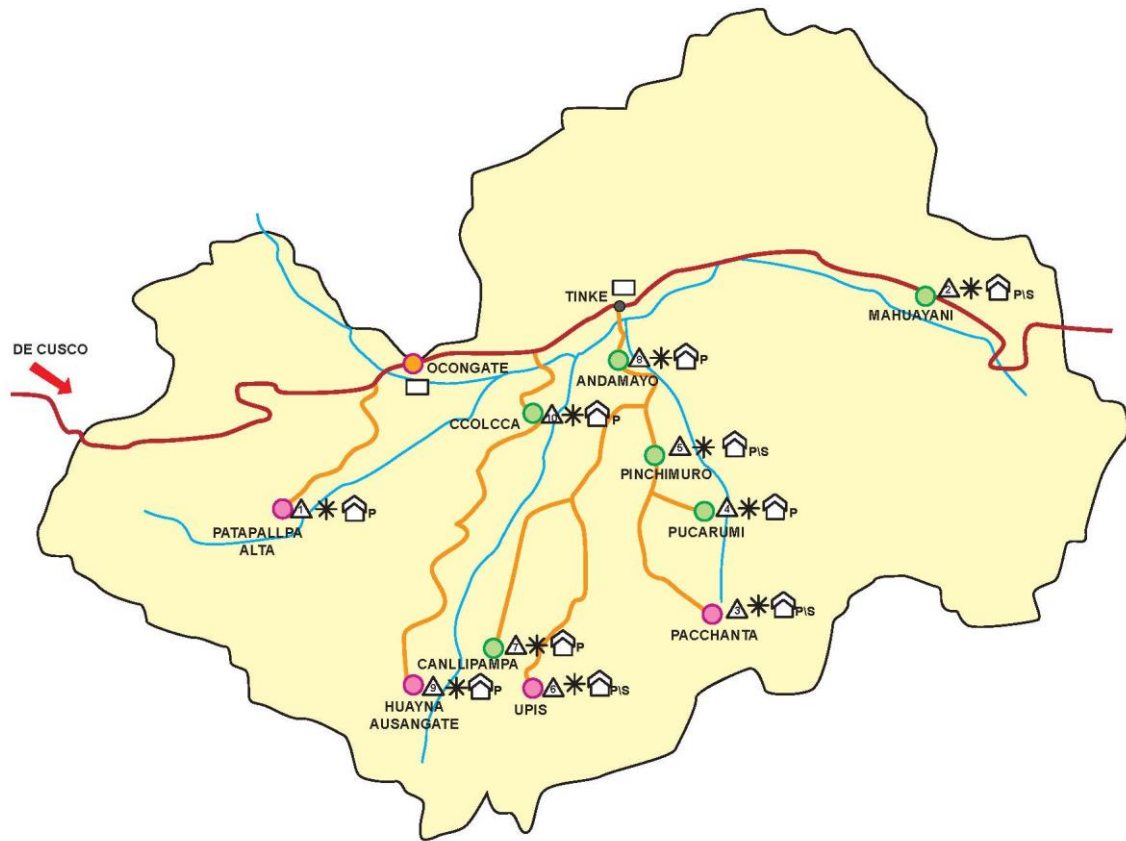 TINKE
2
P\S
MAHUAYANI
DE CUSCO
OCONGATE
8
P
ANDAMAYO
CCOLCCA
10
P
5
P\S
PINCHIMURO
1
P
PATAPALLPA
ALTA
4
P
PUCARUMI
3
P\S
PACCHANTA
7
P
CANLLIPAMPA
9
P
HUAYNA
AUSANGATE
6
P\S
UPIS